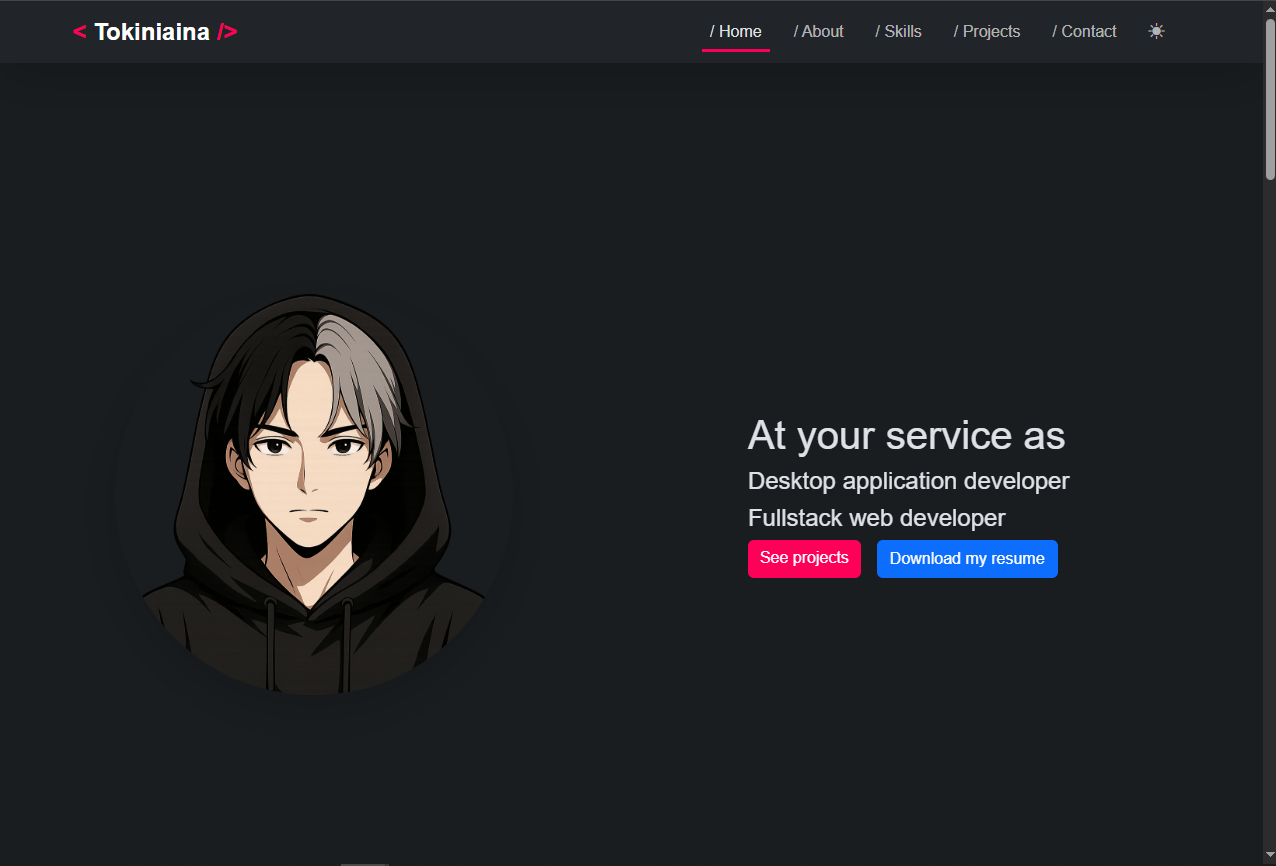 < Tokiniaina />
/ Home / About / Skills / Projects / Contact
At your service as
Desktop application developer
Fullstack web developer
See projects Download my resume